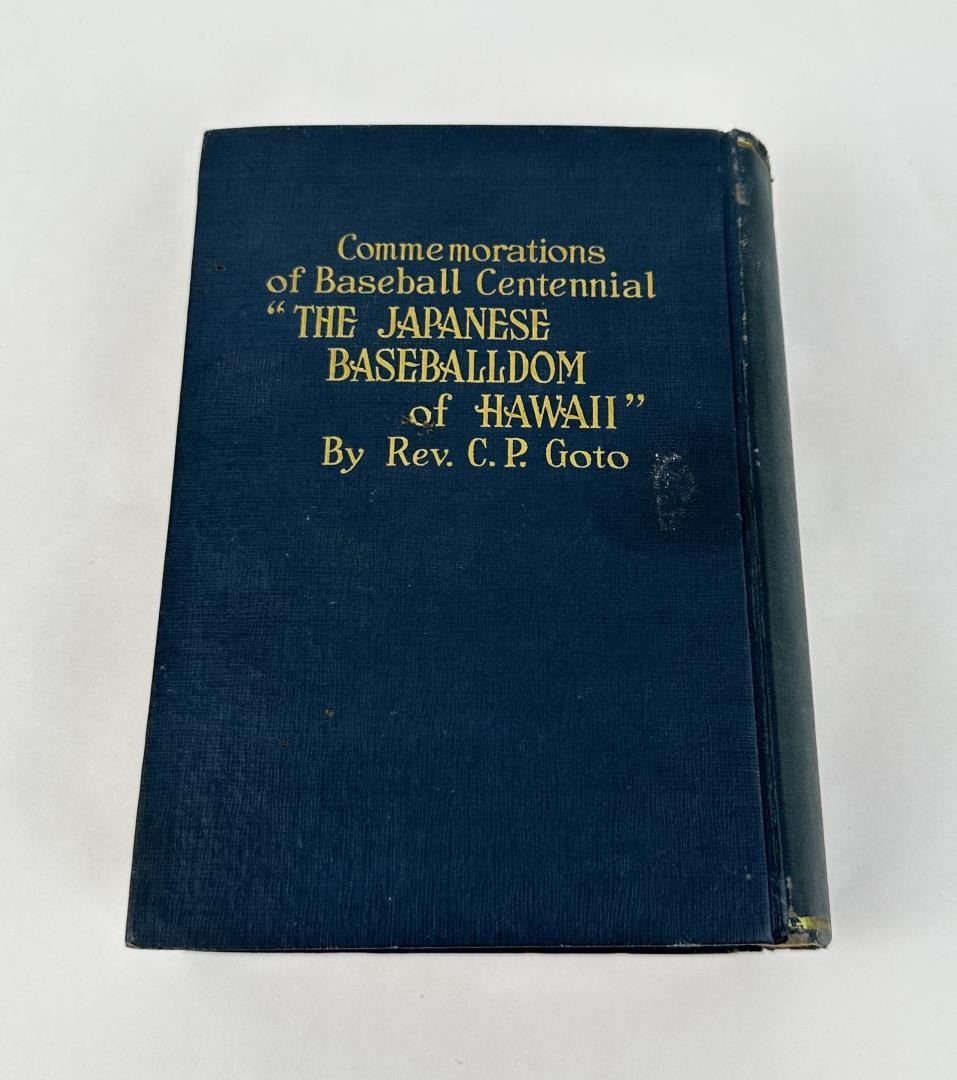 Commemorations
of Baseball Centennial
“THE JAPANESE
BASEBALLDOM
of HAWAII”
By Rev. C. P. Goto